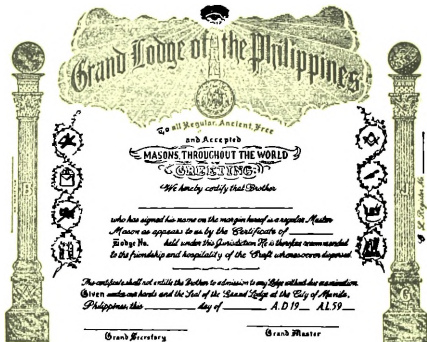 Grand Lodge of the Philippines
To all Regular, Ancient, Free
and Accepted
MASONS, THROUGHOUT THE WORLD
GREETING:
We hereby certify that Brother
who has signed his name on the margin hereof is a regular Master
Mason as appears to us by the Certificate of
Lodge No. held under this Jurisdiction He is therefore recommended
to the friendship and hospitality of the Craft wheresoever dispersed
This certificate shall not entitle the Brother to admission to any Lodge without due examination.
Given under our hands and the Seal of the Grand Lodge at the City of Manila,
Philippines, this day of A.D 19 A.L 59
Grand Secretary
Grand Master
B
J
G